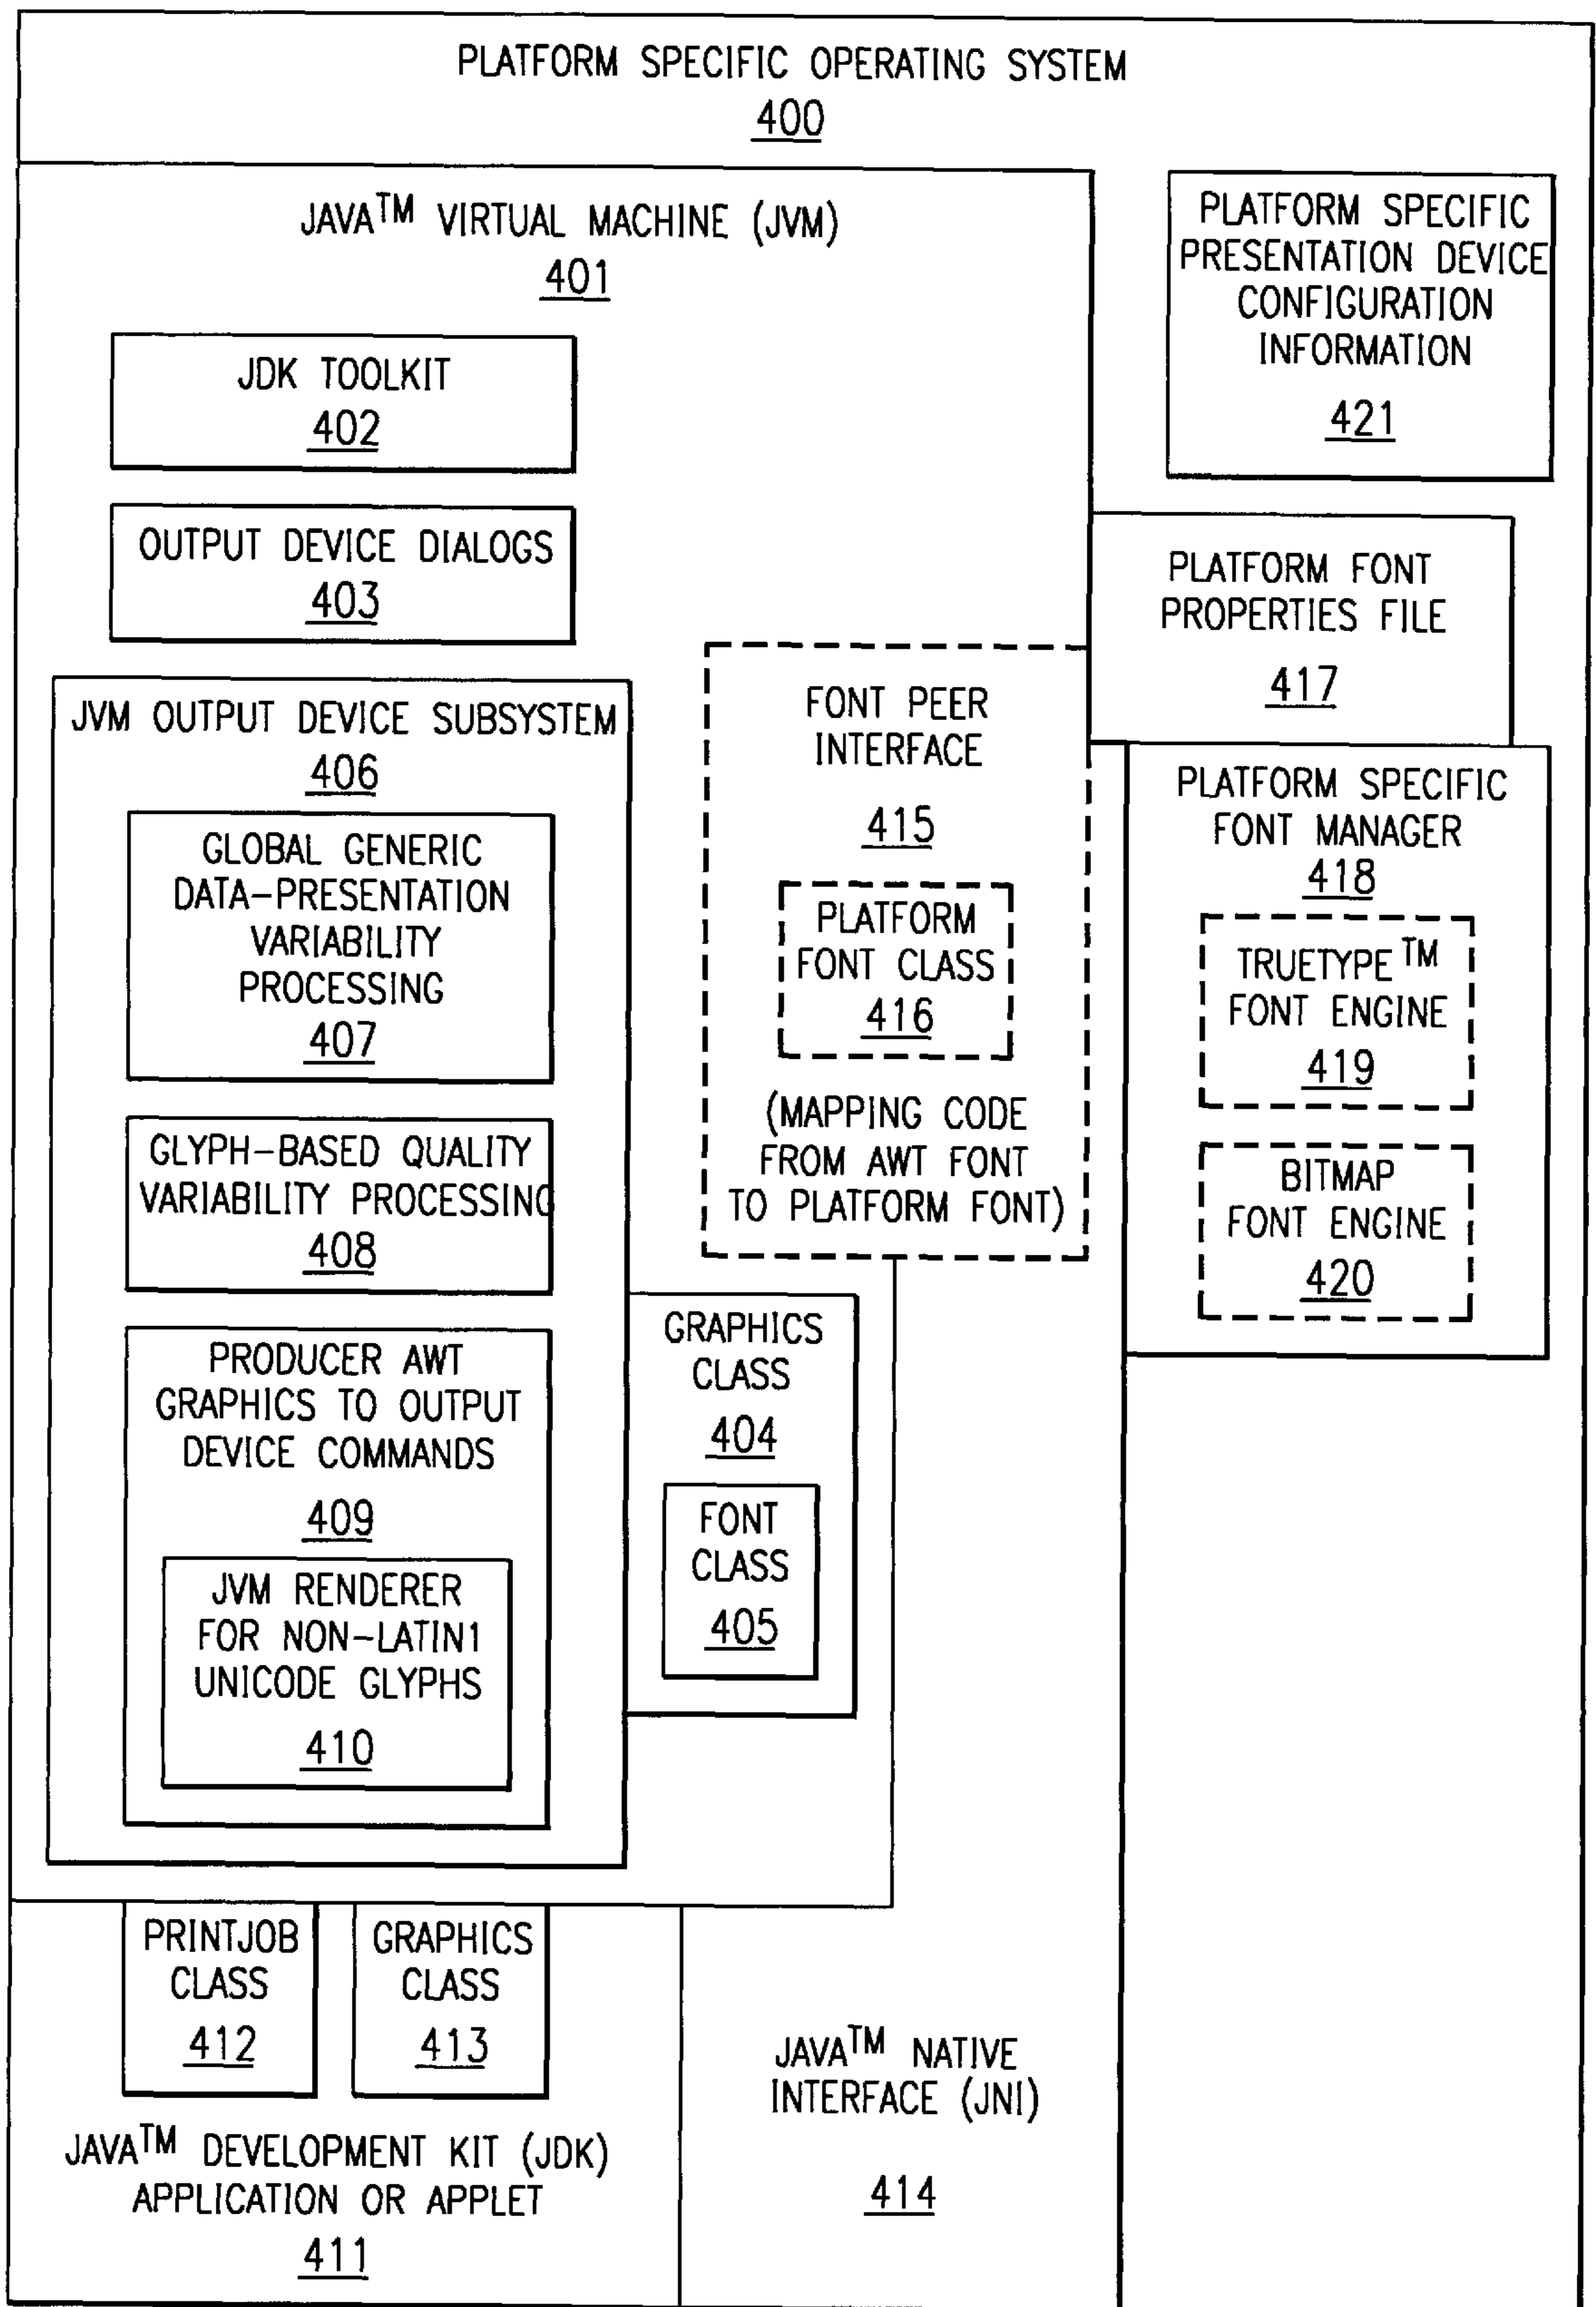 PLATFORM SPECIFIC OPERATING SYSTEM
400
JAVA™ VIRTUAL MACHINE (JVM)
401
JDK TOOLKIT
402
OUTPUT DEVICE DIALOGS
403
JVM OUTPUT DEVICE SUBSYSTEM
406
GLOBAL GENERIC
DATA-PRESENTATION
VARIABILITY
PROCESSING
407
GLYPH-BASED QUALITY
VARIABILITY PROCESSING
408
PRODUCER AWT
GRAPHICS TO OUTPUT
DEVICE COMMANDS
409
JVM RENDERER
FOR NON-LATIN1
UNICODE GLYPHS
410
GRAPHICS
CLASS
404
FONT
CLASS
405
FONT PEER
INTERFACE
415
PLATFORM
FONT CLASS
416
(MAPPING CODE
FROM AWT FONT
TO PLATFORM FONT)
PLATFORM SPECIFIC
PRESENTATION DEVICE
CONFIGURATION
INFORMATION
421
PLATFORM FONT
PROPERTIES FILE
417
PLATFORM SPECIFIC
FONT MANAGER
418
TRUETYPE™
FONT ENGINE
419
BITMAP
FONT ENGINE
420
PRINTJOB
CLASS
412
GRAPHICS
CLASS
413
JAVA™ DEVELOPMENT KIT (JDK)
APPLICATION OR APPLET
411
JAVA™ NATIVE
INTERFACE (JNI)
414